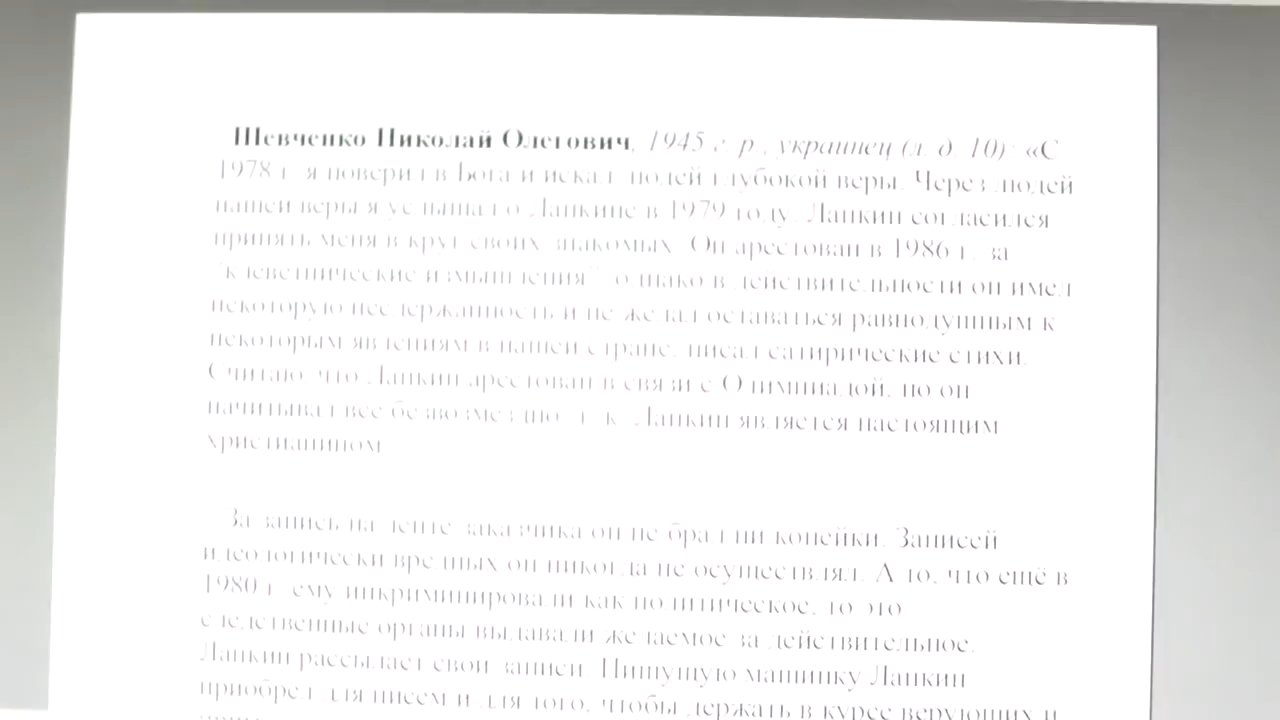 Шевченко Николай Олегович, 1945 г. р., украинец (л. д. 10): «С
1978 г. я поверил в Бога и искал людей глубокой веры. Через людей
нашей веры я услышал о Лапкине в 1979 году. Лапкин согласился
принять меня в круг своих знакомых. Он арестован в 1986 г. за
"клеветнические измышления", однако в действительности он имел
некоторую несдержанность и не желал оставаться равнодушным к
некоторым явлениям в нашей стране, писал сатирические стихи.
Считаю, что Лапкин арестован в связи с Олимпиадой, но он
начитывал всё безвозмездно, т. к. Лапкин является настоящим
христианином.
За запись на ленте заказчика он не брал ни копейки. Записей
идеологически вредных он никогда не осуществлял. А то, что ещё в
1980 г. ему инкриминировали как политическое, то это
следственные органы выдавали желаемое за действительное.
Лапкин рассылает свои записи. Пишущую машинку Лапкин
приобрёл для писем и для того, чтобы держать в курсе верующих и